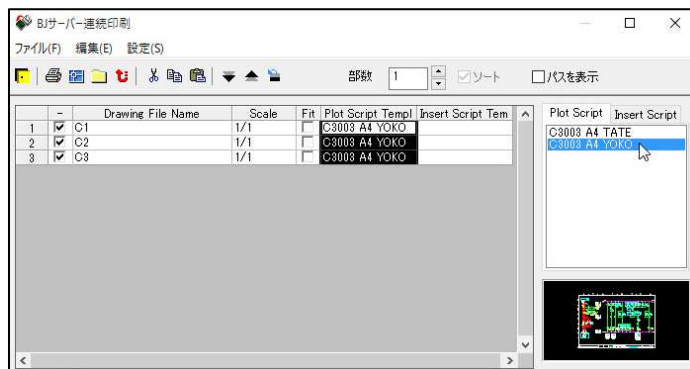 BJサーバー連続印刷
ファイル(F) 編集(E) 設定(S)
部数 1 ソート パスを表示
- Drawing File Name Scale Fit Plot Script Templ Insert Script Tem
1 C1 1/1 C3003 A4 YOKO
2 C2 1/1 C3003 A4 YOKO
3 C3 1/1 C3003 A4 YOKO
Plot Script Insert Script
C3003 A4 TATE
C3003 A4 YOKO